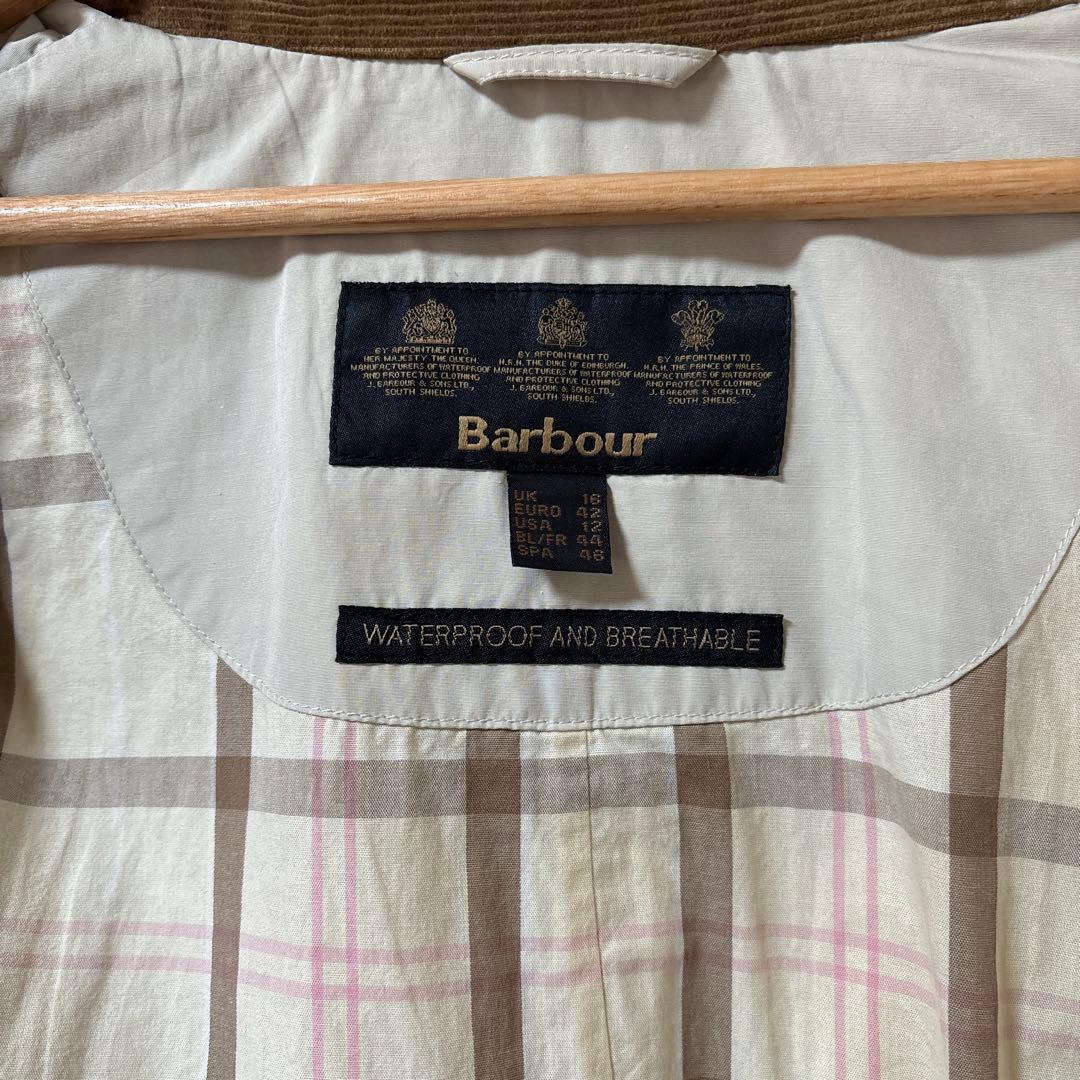 BY APPOINTMENT TO
HER MAJESTY THE QUEEN.
MANUFACTURERS OF WATERPROOF
AND PROTECTIVE CLOTHING
J. BARBOUR & SONS LTD.,
SOUTH SHIELDS.
BY APPOINTMENT TO
H.R.H. THE DUKE OF EDINBURGH.
MANUFACTURERS OF WATERPROOF
AND PROTECTIVE CLOTHING
J. BARBOUR & SONS LTD.,
SOUTH SHIELDS.
BY APPOINTMENT TO
H.R.H. THE PRINCE OF WALES.
MANUFACTURERS OF WATERPROOF
AND PROTECTIVE CLOTHING
J. BARBOUR & SONS LTD.,
SOUTH SHIELDS.
Barbour
UK 16
EURO 42
USA 12
BL/FR 44
SPA 46
WATERPROOF AND BREATHABLE